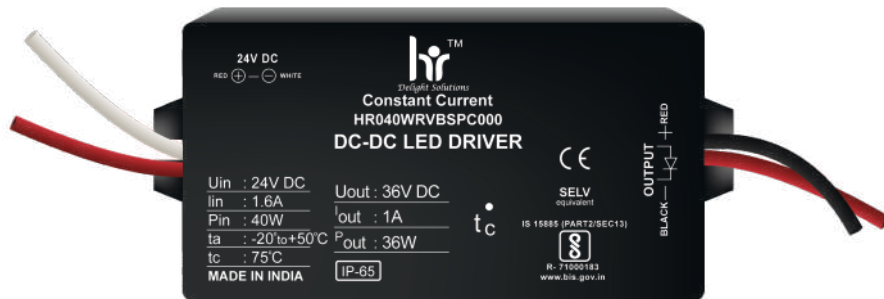 24V DC
RED + — − WHITE
hr™
Delight Solutions
Constant Current
HR040WRVBSPC000
DC-DC LED DRIVER
Uin : 24V DC
Iin : 1.6A
Pin : 40W
ta : -20°to+50°C
tc : 75°C
MADE IN INDIA
Uout : 36V DC
Iout : 1A
Pout : 36W
IP-65
tc
CE
SELV
equivalent
IS 15885 (PART2/SEC13)
R- 71000183
www.bis.gov.in
OUTPUT
BLACK — + RED